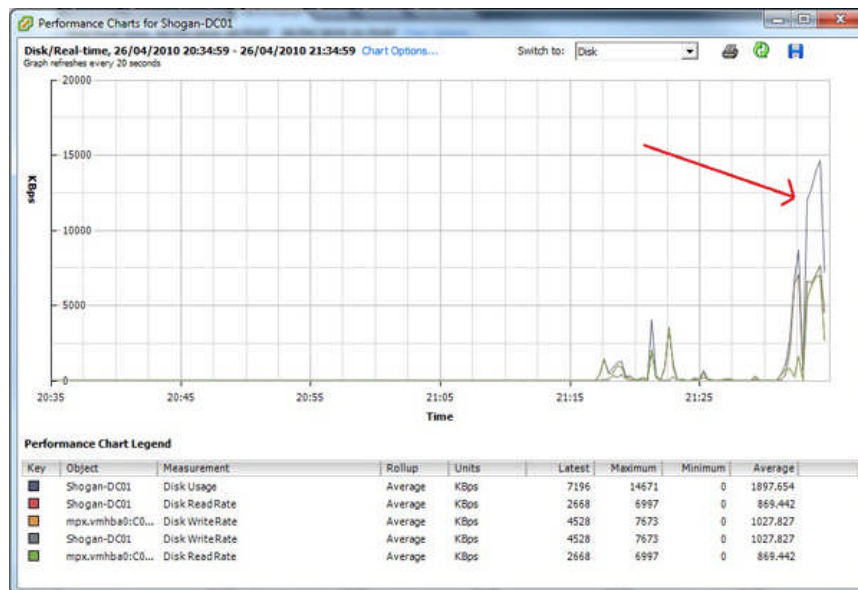 Performance Charts for Shogan-DC01
Disk/Real-time, 26/04/2010 20:34:59 - 26/04/2010 21:34:59 Chart Options... Switch to: Disk
Graph refreshes every 20 seconds
20000
15000
10000
5000
0
KBps
20:35 20:45 20:55 21:05 21:15 21:25
Time
Performance Chart Legend
Key Object Measurement Rollup Units Latest Maximum Minimum Average
Shogan-DC01 Disk Usage Average KBps 7196 14671 0 1897.654
Shogan-DC01 Disk Read Rate Average KBps 2668 6997 0 869.442
mpx.vmhba0:C0... Disk Write Rate Average KBps 4528 7673 0 1027.827
Shogan-DC01 Disk Write Rate Average KBps 4528 7673 0 1027.827
mpx.vmhba0:C0... Disk Read Rate Average KBps 2668 6997 0 869.442